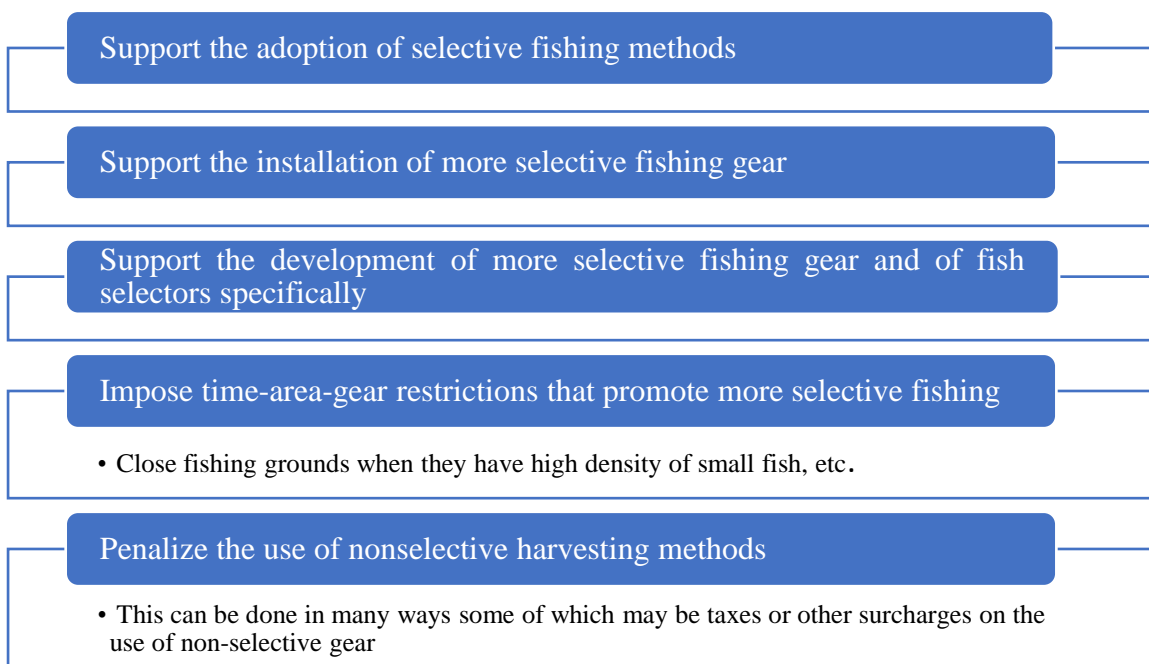 Support the adoption of selective fishing methods
Support the installation of more selective fishing gear
Support the development of more selective fishing gear and of fish
selectors specifically
Impose time-area-gear restrictions that promote more selective fishing
• Close fishing grounds when they have high density of small fish, etc.
Penalize the use of nonselective harvesting methods
• This can be done in many ways some of which may be taxes or other surcharges on the
use of non-selective gear